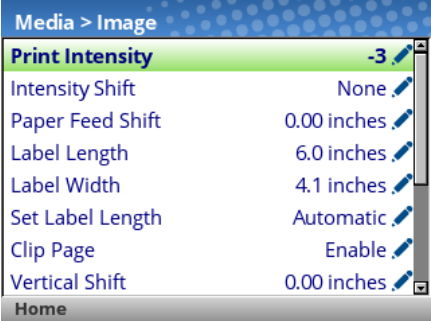 Media > Image
Print Intensity -3
Intensity Shift None
Paper Feed Shift 0.00 inches
Label Length 6.0 inches
Label Width 4.1 inches
Set Label Length Automatic
Clip Page Enable
Vertical Shift 0.00 inches
Home